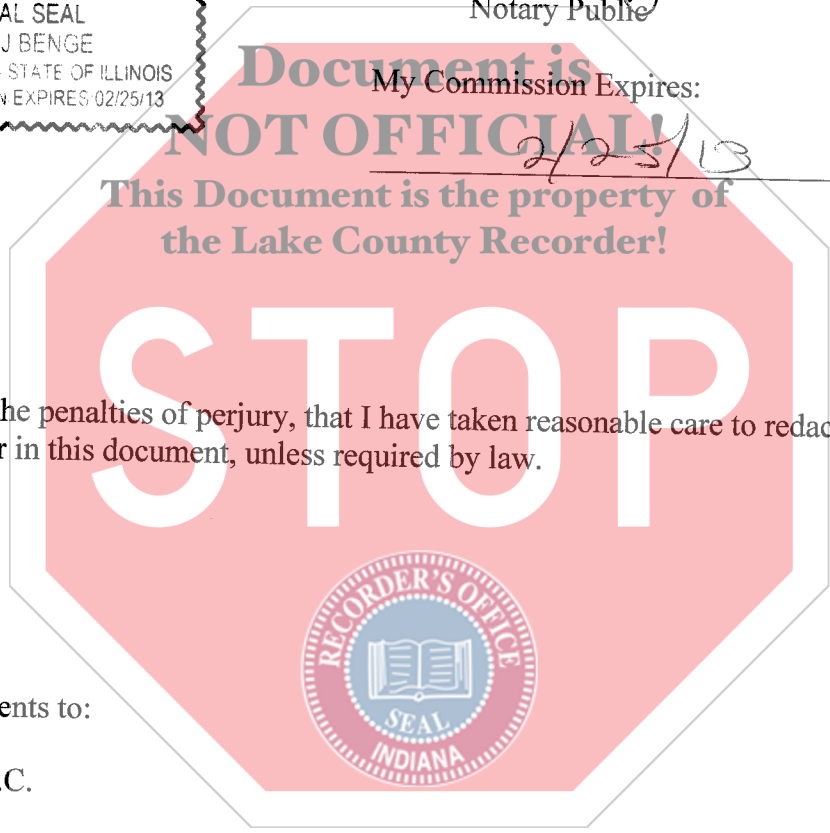 AL SEAL
J BENGE
STATE OF ILLINOIS
N EXPIRES 02/25/13
Notary Public
My Commission Expires:
2/25/13
Document is
NOT OFFICIAL!
This Document is the property of
the Lake County Recorder!
STOP
he penalties of perjury, that I have taken reasonable care to redac
r in this document, unless required by law.
RECORDER'S OFFICE
SEAL
INDIANA
ents to:
.C.